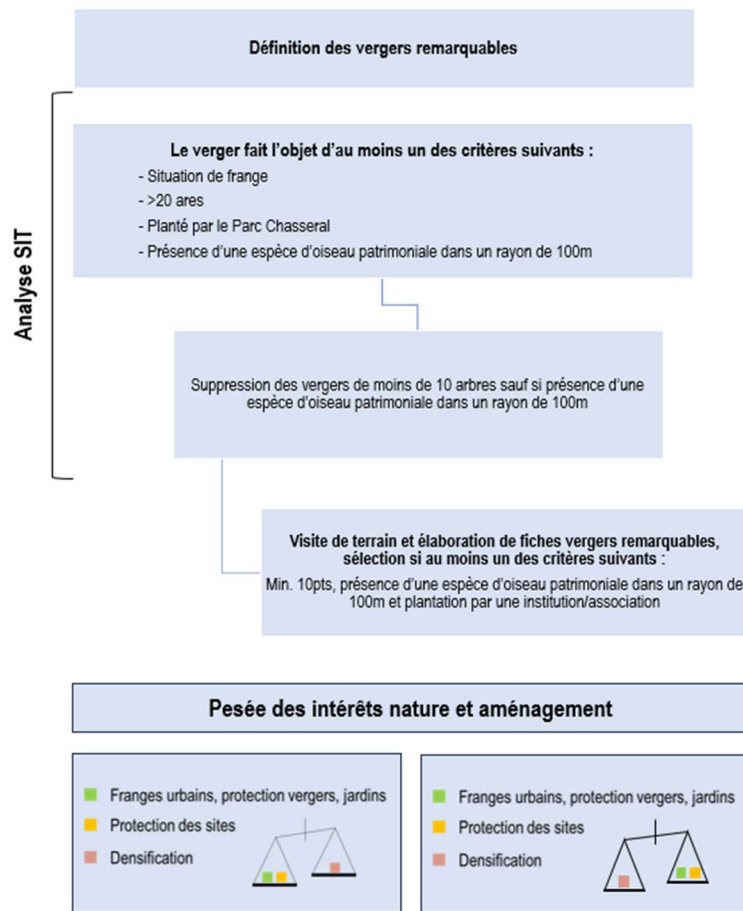 Définition des vergers remarquables
Analyse SIT
Le verger fait l'objet d'au moins un des critères suivants :
- Situation de frange
- >20 ares
- Planté par le Parc Chasseral
- Présence d'une espèce d'oiseau patrimoniale dans un rayon de 100m
Suppression des vergers de moins de 10 arbres sauf si présence d'une
espèce d'oiseau patrimoniale dans un rayon de 100m
Visite de terrain et élaboration de fiches vergers remarquables,
sélection si au moins un des critères suivants :
Min. 10pts, présence d'une espèce d'oiseau patrimoniale dans un rayon de
100m et plantation par une institution/association
Pesée des intérêts nature et aménagement
Franges urbains, protection vergers, jardins
Protection des sites
Densification
Franges urbains, protection vergers, jardins
Protection des sites
Densification